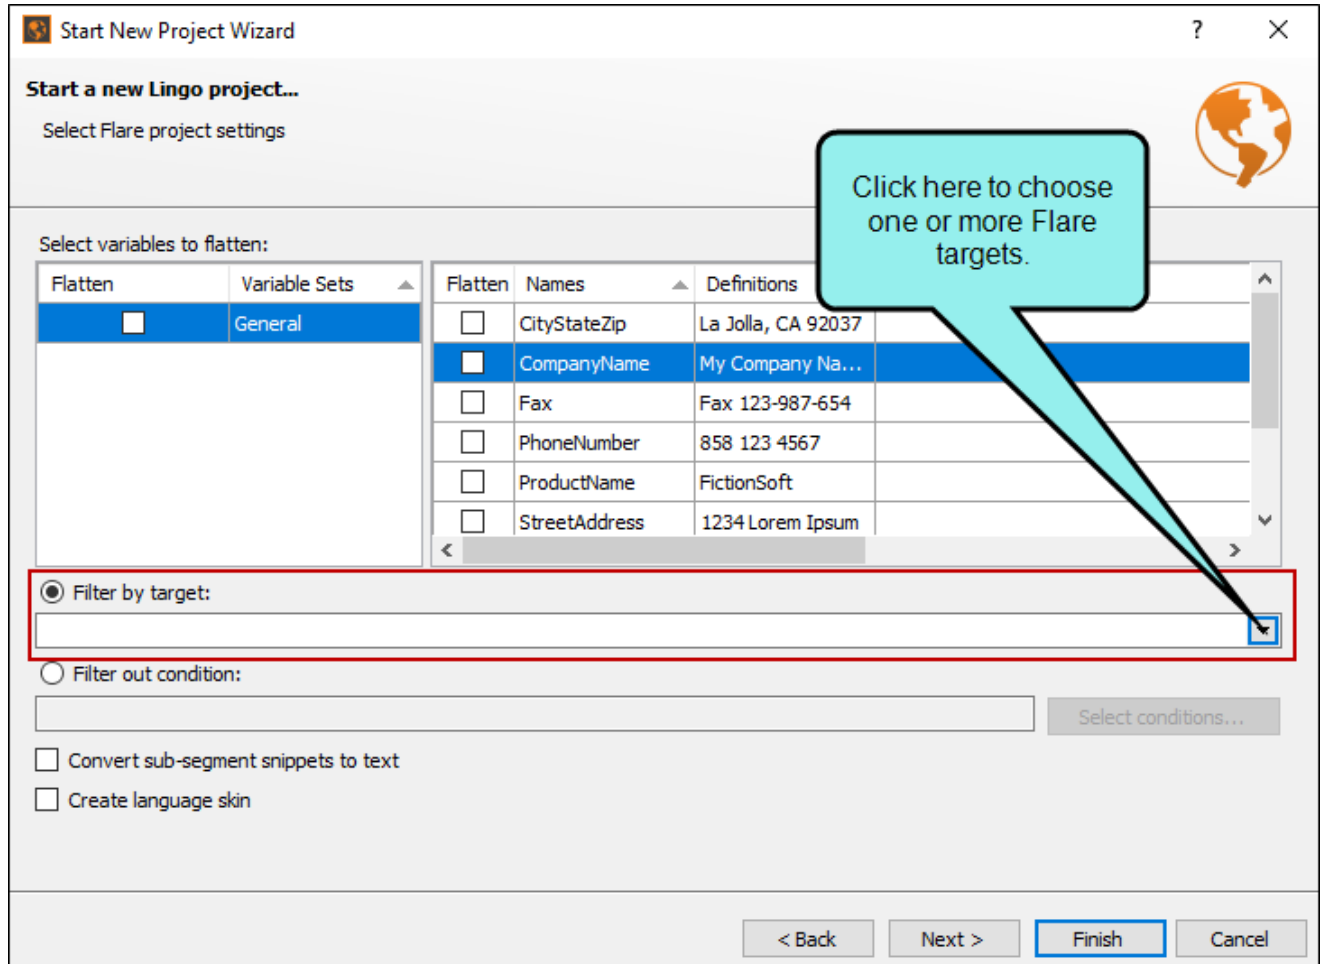 Start New Project Wizard
?
Start a new Lingo project...
Select Flare project settings
Click here to choose
one or more Flare
targets.
Select variables to flatten:
Flatten Variable Sets
General
Flatten Names Definitions
CityStateZip La Jolla, CA 92037
CompanyName My Company Na...
Fax Fax 123-987-654
PhoneNumber 858 123 4567
ProductName FictionSoft
StreetAddress 1234 Lorem Ipsum
Filter by target:
Filter out condition:
Select conditions...
Convert sub-segment snippets to text
Create language skin
< Back Next > Finish Cancel